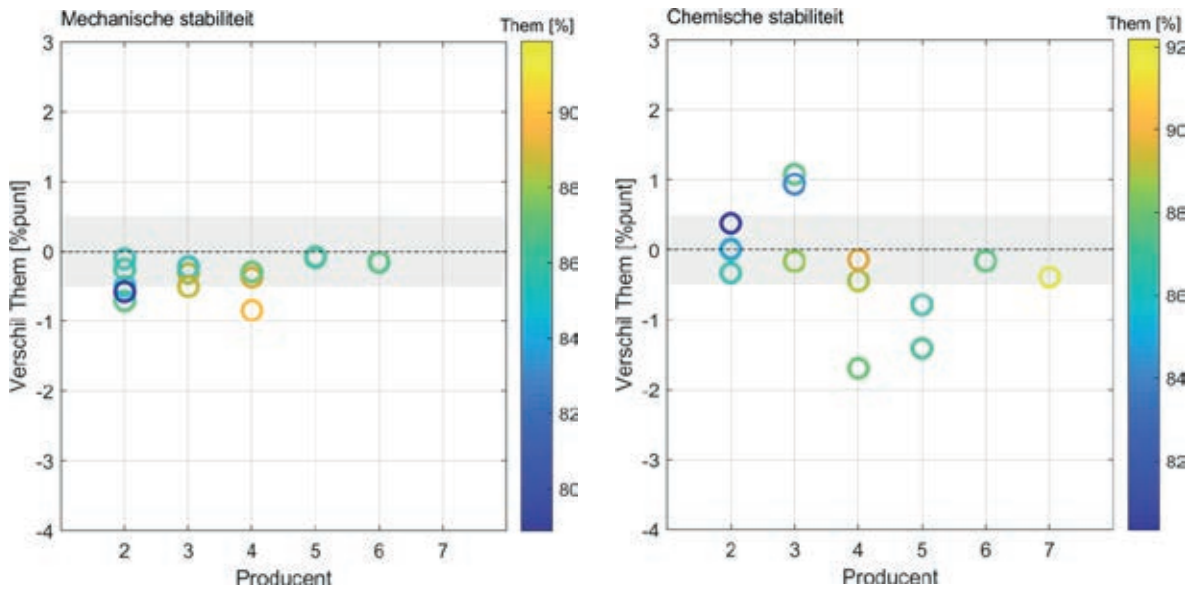 Mechanische stabiliteit
Them [%]
3
2
1
0
-1
-2
-3
-4
Verschil Them [%punt]
2 3 4 5 6 7
Producent
90
88
86
84
82
80
Chemische stabiliteit
Them [%]
3
2
1
0
-1
-2
-3
-4
Verschil Them [%punt]
2 3 4 5 6 7
Producent
92
90
88
86
84
82